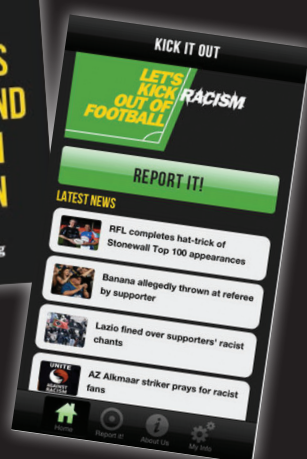 S
ND
N
g
KICK IT OUT
LET'S
KICK RACISM
OUT OF
FOOTBALL
REPORT IT!
LATEST NEWS
RFL completes hat-trick of
Stonewall Top 100 appearances
Banana allegedly thrown at referee
by supporter
Lazio fined over supporters' racist
chants
UNITE
AGAINST
RACISM
AZ Alkmaar striker prays for racist
fans
Home
Report it!
About Us
My Info